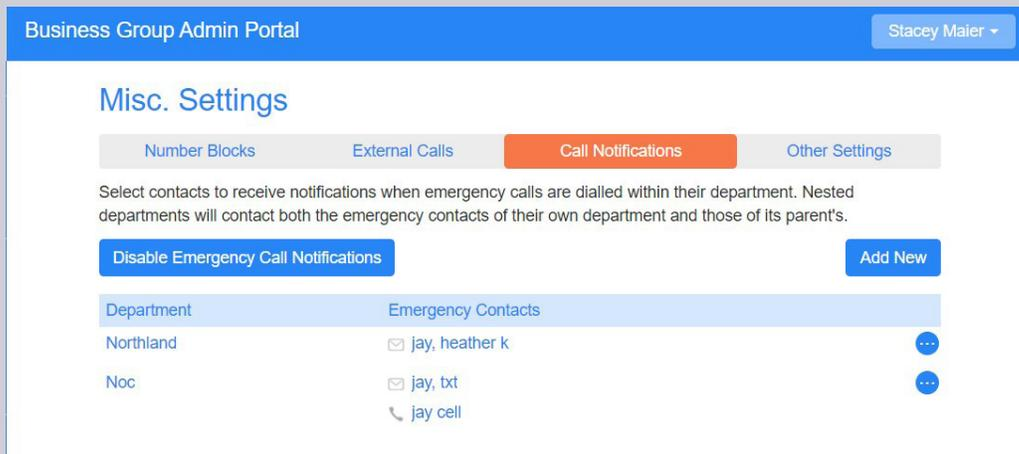 Business Group Admin Portal
Stacey Maier
Misc. Settings
Number Blocks External Calls Call Notifications Other Settings
Select contacts to receive notifications when emergency calls are dialled within their department. Nested
departments will contact both the emergency contacts of their own department and those of its parent's.
Disable Emergency Call Notifications Add New
Department Emergency Contacts
Northland jay, heather k
Noc jay, txt
jay cell